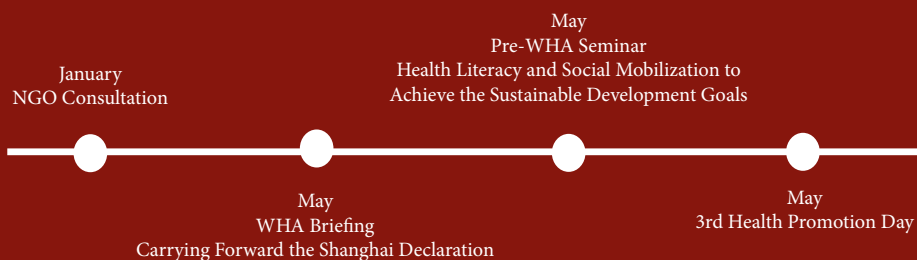 January
NGO Consultation
May
WHA Briefing
Carrying Forward the Shanghai Declaration
May
Pre-WHA Seminar
Health Literacy and Social Mobilization to
Achieve the Sustainable Development Goals
May
3rd Health Promotion Day